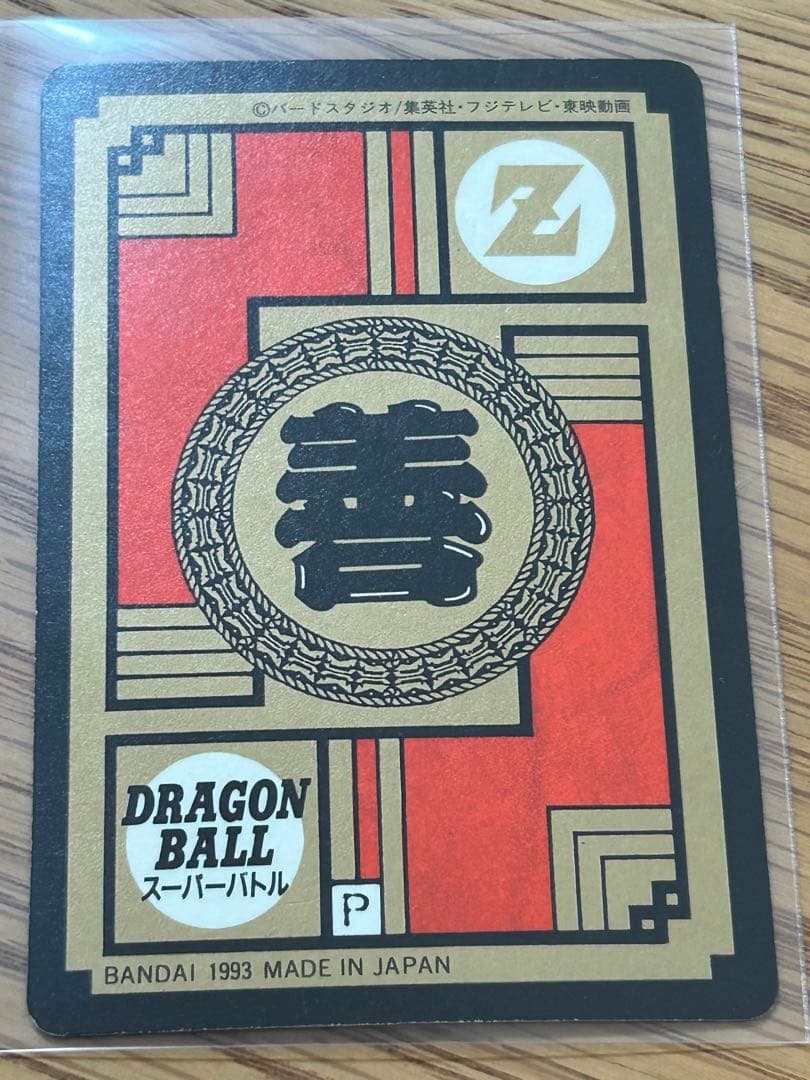 ©バードスタジオ/集英社・フジテレビ・東映動画
Z
善
DRAGON
BALL
スーパーバトル
P
BANDAI 1993 MADE IN JAPAN